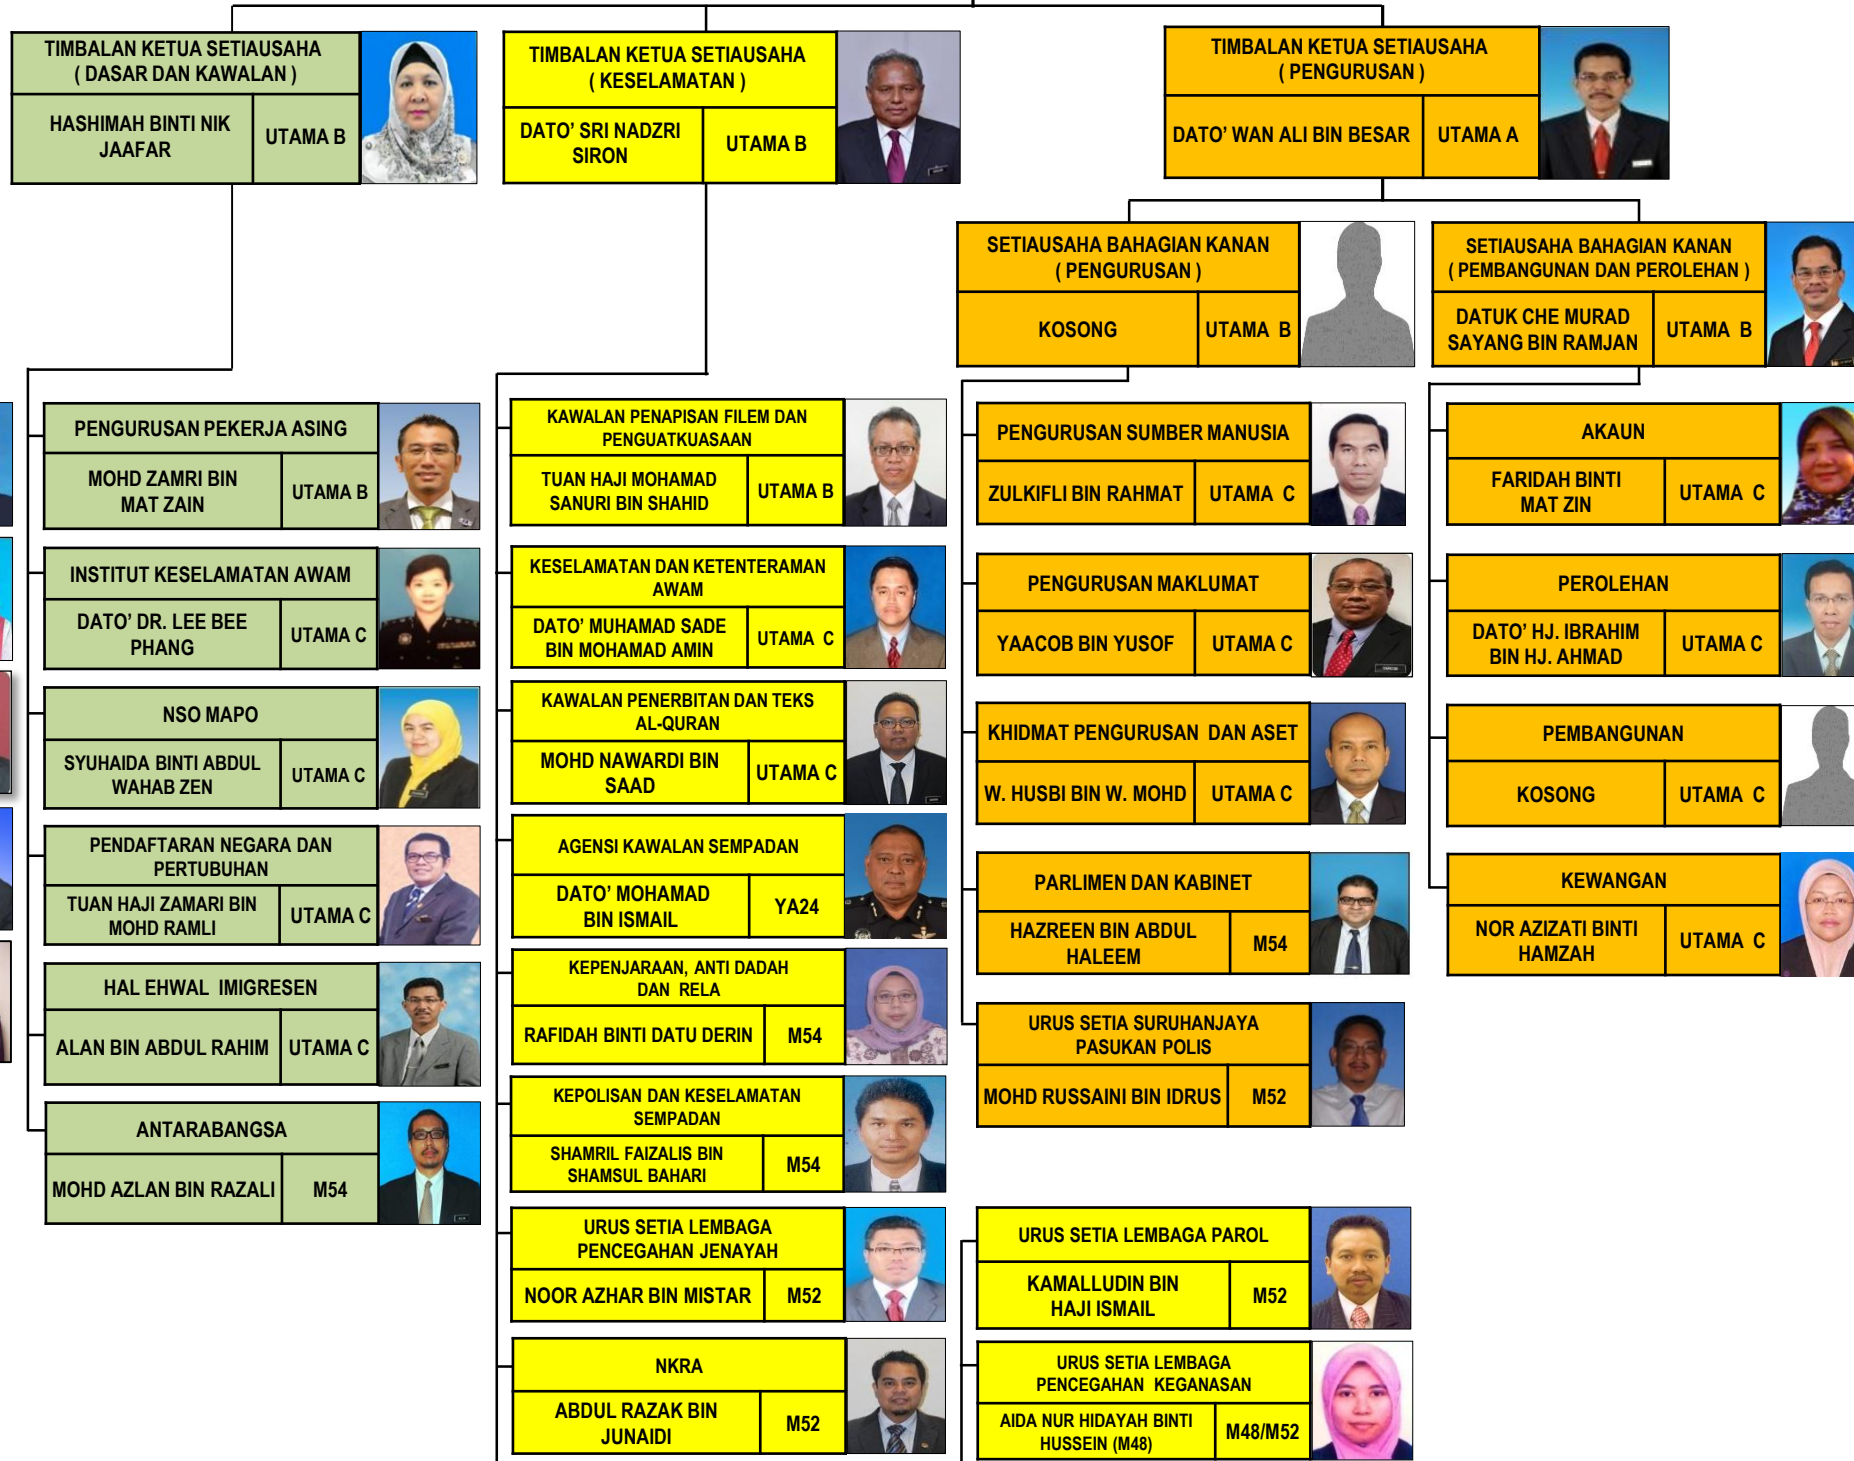 TIMBALAN KETUA SETIAUSAHA
( DASAR DAN KAWALAN )
HASHIMAH BINTI NIK
JAAFAR
UTAMA B
TIMBALAN KETUA SETIAUSAHA
( KESELAMATAN )
DATO’ SRI NADZRI
SIRON
UTAMA B
TIMBALAN KETUA SETIAUSAHA
( PENGURUSAN )
DATO’ WAN ALI BIN BESAR
UTAMA A
SETIAUSAHA BAHAGIAN KANAN
( PENGURUSAN )
KOSONG
UTAMA B
SETIAUSAHA BAHAGIAN KANAN
( PEMBANGUNAN DAN PEROLEHAN )
DATUK CHE MURAD
SAYANG BIN RAMJAN
UTAMA B
PENGURUSAN PEKERJA ASING
MOHD ZAMRI BIN
MAT ZAIN
UTAMA B
INSTITUT KESELAMATAN AWAM
DATO’ DR. LEE BEE
PHANG
UTAMA C
NSO MAPO
SYUHAIDA BINTI ABDUL
WAHAB ZEN
UTAMA C
PENDAFTARAN NEGARA DAN
PERTUBUHAN
TUAN HAJI ZAMARI BIN
MOHD RAMLI
UTAMA C
HAL EHWAL IMIGRESEN
ALAN BIN ABDUL RAHIM
UTAMA C
ANTARABANGSA
MOHD AZLAN BIN RAZALI
M54
KAWALAN PENAPISAN FILEM DAN
PENGUATKUASAAN
TUAN HAJI MOHAMAD
SANURI BIN SHAHID
UTAMA B
KESELAMATAN DAN KETENTERAMAN
AWAM
DATO’ MUHAMAD SADE
BIN MOHAMAD AMIN
UTAMA C
KAWALAN PENERBITAN DAN TEKS
AL-QURAN
MOHD NAWARDI BIN
SAAD
UTAMA C
AGENSI KAWALAN SEMPADAN
DATO’ MOHAMAD
BIN ISMAIL
YA24
KEPENJARAAN, ANTI DADAH
DAN RELA
RAFIDAH BINTI DATU DERIN
M54
KEPOLISAN DAN KESELAMATAN
SEMPADAN
SHAMRIL FAIZALIS BIN
SHAMSUL BAHARI
M54
URUS SETIA LEMBAGA
PENCEGAHAN JENAYAH
NOOR AZHAR BIN MISTAR
M52
NKRA
ABDUL RAZAK BIN
JUNAIDI
M52
PENGURUSAN SUMBER MANUSIA
ZULKIFLI BIN RAHMAT
UTAMA C
PENGURUSAN MAKLUMAT
YAACOB BIN YUSOF
UTAMA C
KHIDMAT PENGURUSAN DAN ASET
W. HUSBI BIN W. MOHD
UTAMA C
PARLIMEN DAN KABINET
HAZREEN BIN ABDUL
HALEEM
M54
URUS SETIA SURUHANJAYA
PASUKAN POLIS
MOHD RUSSAINI BIN IDRUS
M52
URUS SETIA LEMBAGA PAROL
KAMALLUDIN BIN
HAJI ISMAIL
M52
URUS SETIA LEMBAGA
PENCEGAHAN KEGANASAN
AIDA NUR HIDAYAH BINTI
HUSSEIN (M48)
M48/M52
AKAUN
FARIDAH BINTI
MAT ZIN
UTAMA C
PEROLEHAN
DATO’ HJ. IBRAHIM
BIN HJ. AHMAD
UTAMA C
PEMBANGUNAN
KOSONG
UTAMA C
KEWANGAN
NOR AZIZATI BINTI
HAMZAH
UTAMA C